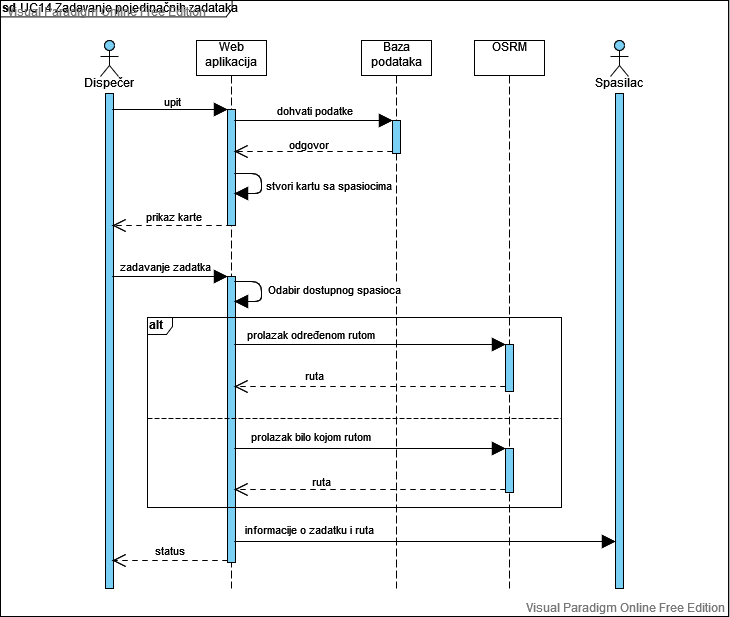 sd UC14 Zadavanje pojedinačnih zadataka
Visual Paradigm Online Free Edition
Dispečer
Web
aplikacija
Baza
podataka
OSRM
Spasilac
upit
dohvati podatke
odgovor
stvori kartu sa spasiocima
prikaz karte
zadavanje zadatka
Odabir dostupnog spasioca
alt
prolazak određenom rutom
ruta
prolazak bilo kojom rutom
ruta
informacije o zadatku i ruta
status
Visual Paradigm Online Free Edition